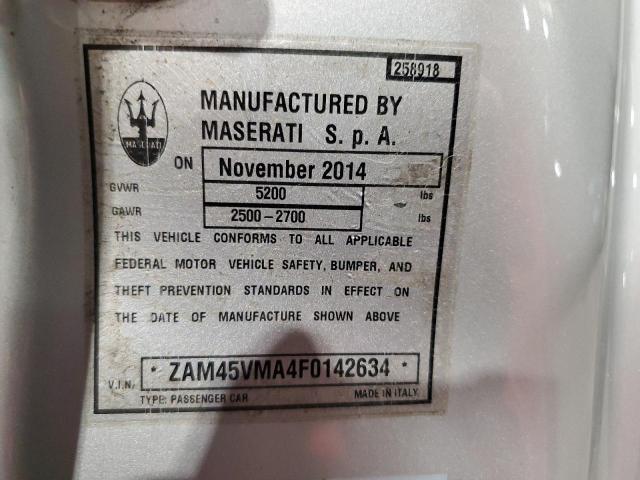 258918
MASERATI
MANUFACTURED BY
MASERATI S. p. A.
ON November 2014
GVWR 5200 lbs
GAWR 2500-2700 lbs
THIS VEHICLE CONFORMS TO ALL APPLICABLE
FEDERAL MOTOR VEHICLE SAFETY, BUMPER, AND
THEFT PREVENTION STANDARDS IN EFFECT ON
THE DATE OF MANUFACTURE SHOWN ABOVE
V.I.N. * ZAM45VMA4F0142634 *
TYPE: PASSENGER CAR MADE IN ITALY